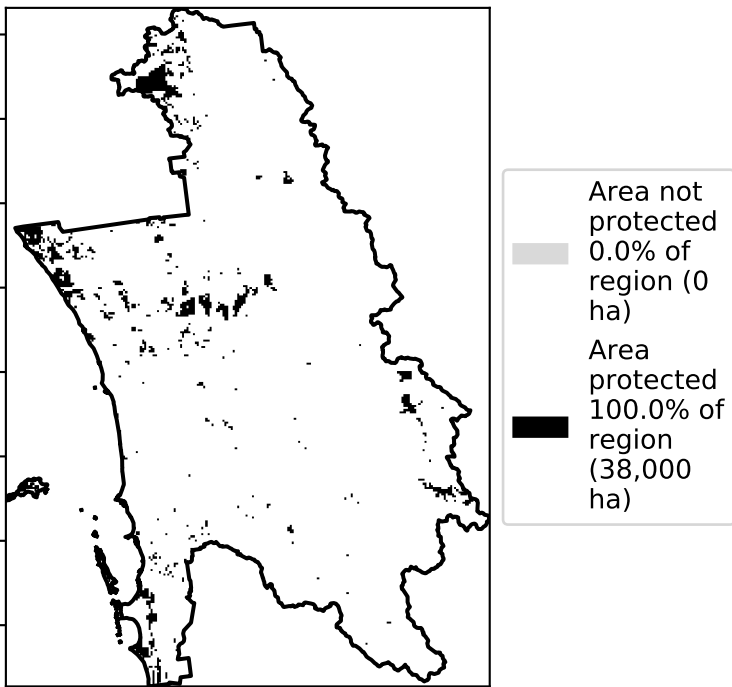 Area not
protected
0.0% of
region (0
ha)
Area
protected
100.0% of
region
(38,000
ha)